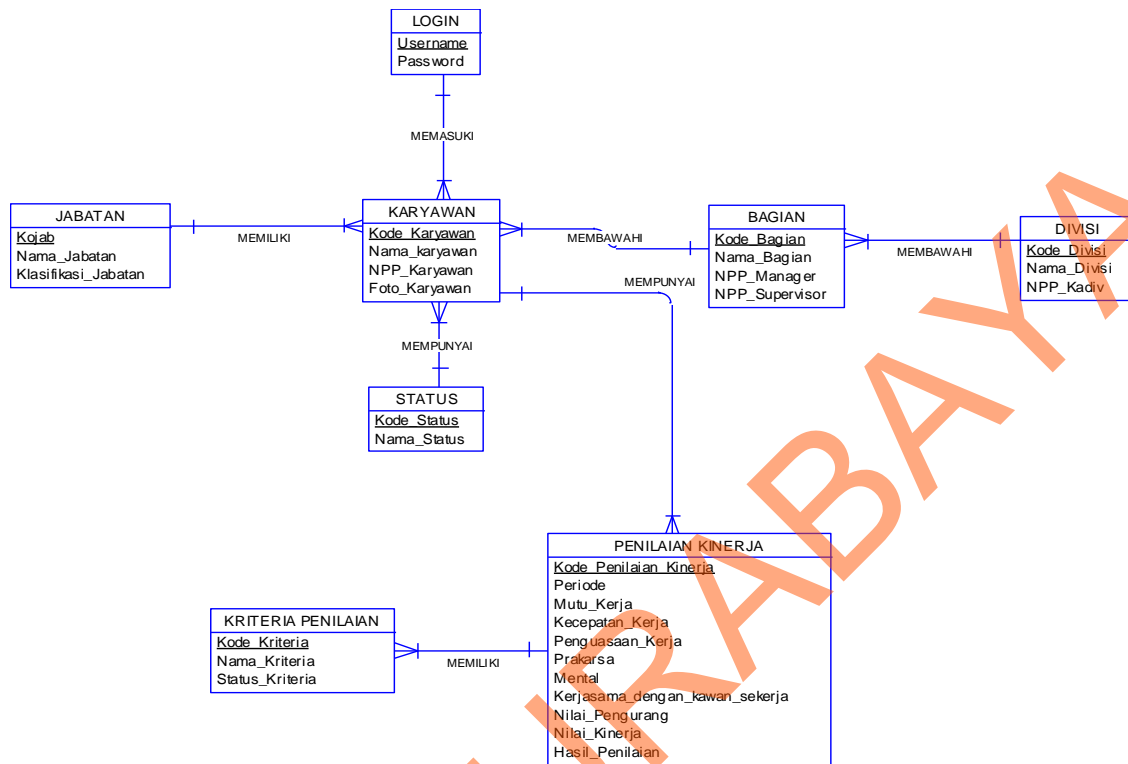 LOGIN
Username
Password
MEMASUKI
JABATAN
Kojab
Nama_Jabatan
Klasifikasi_Jabatan
MEMILIKI
KARYAWAN
Kode_Karyawan
Nama_karyawan
NPP_Karyawan
Foto_Karyawan
MEMBAWAHI
BAGIAN
Kode_Bagian
Nama_Bagian
NPP_Manager
NPP_Supervisor
MEMBAWAHI
DIVISI
Kode_Divisi
Nama_Divisi
NPP_Kadiv
MEMPUNYAI
MEMPUNYAI
STATUS
Kode_Status
Nama_Status
PENILAIAN KINERJA
Kode_Penilaian_Kinerja
Periode
Mutu_Kerja
Kecepatan_Kerja
Penguasaan_Kerja
Prakarsa
Mental
Kerjasama_dengan_kawan_sekerja
Nilai_Pengurang
Nilai_Kinerja
Hasil_Penilaian
KRITERIA PENILAIAN
Kode_Kriteria
Nama_Kriteria
Status_Kriteria
MEMILIKI
URABAYA